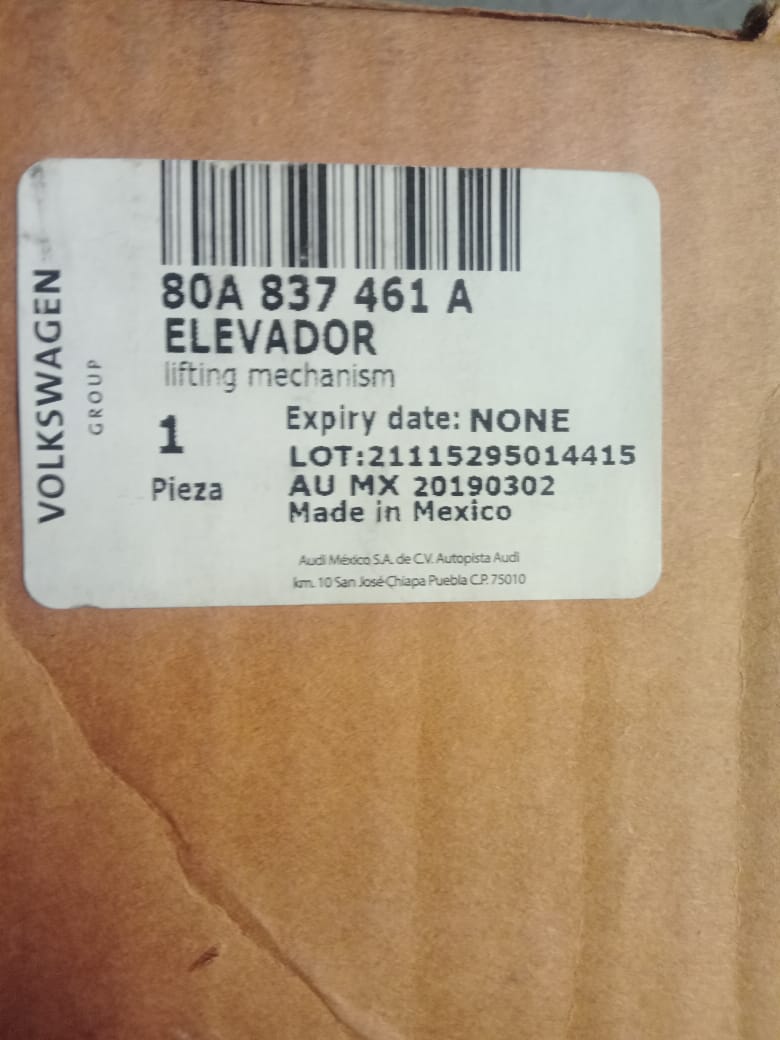 VOLKSWAGEN
GROUP
80A 837 461 A
ELEVADOR
lifting mechanism
1
Pieza
Expiry date: NONE
LOT:21115295014415
AU MX 20190302
Made in Mexico
Audi México S.A. de C.V. Autopista Audi
km. 10 San José Chiapa Puebla C.P. 75010